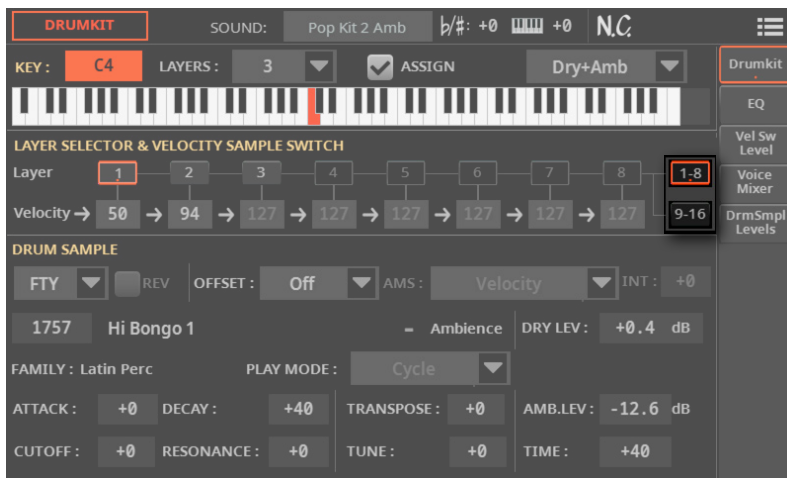 DRUMKIT SOUND: Pop Kit 2 Amb ♭/♯: +0 +0 N.C.
KEY : C4 LAYERS : 3 ASSIGN Dry+Amb Drumkit
EQ
LAYER SELECTOR & VELOCITY SAMPLE SWITCH Vel Sw Level
Layer 1 2 3 4 5 6 7 8 1-8 Voice Mixer
Velocity → 50 → 94 → 127 → 127 → 127 → 127 → 127 → 127 9-16 DrmSmpl Levels
DRUM SAMPLE
FTY REV OFFSET : Off AMS : Velocity INT : +0
1757 Hi Bongo 1 – Ambience DRY LEV : +0.4 dB
FAMILY : Latin Perc PLAY MODE : Cycle
ATTACK : +0 DECAY : +40 TRANSPOSE : +0 AMB.LEV : -12.6 dB
CUTOFF : +0 RESONANCE : +0 TUNE : +0 TIME : +40